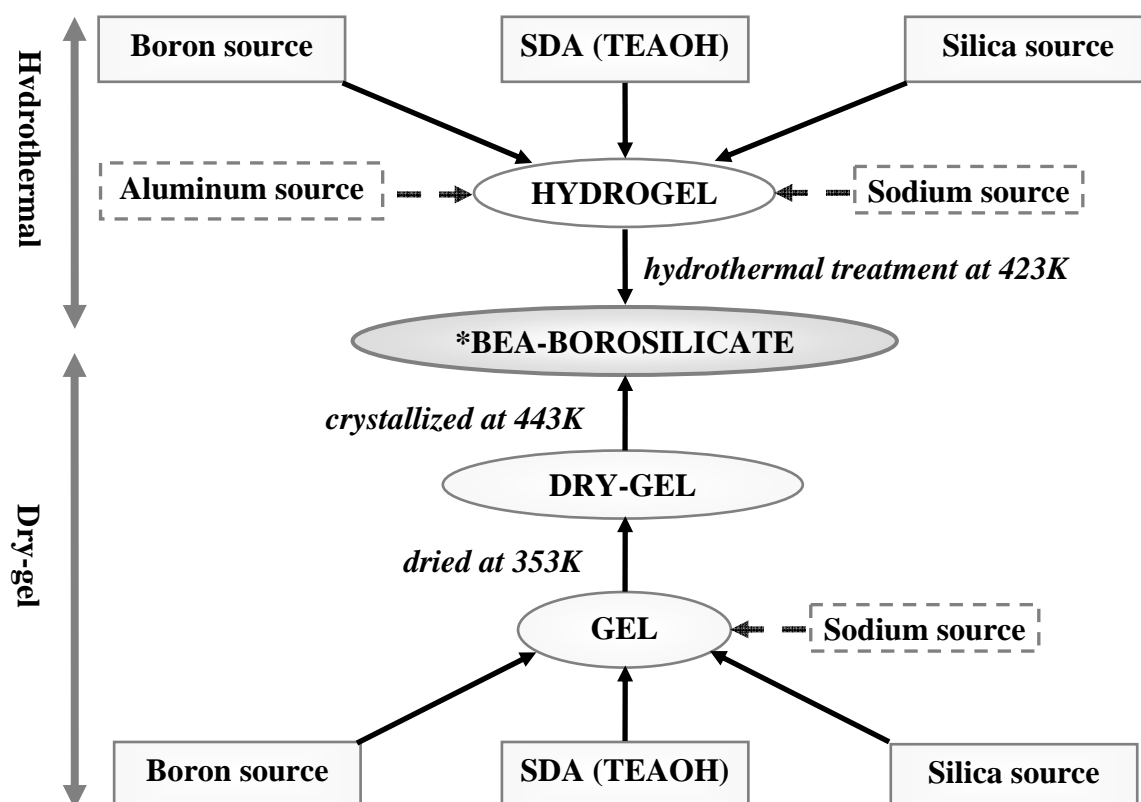 Boron source
SDA (TEAOH)
Silica source
Hydrothermal
Aluminum source
HYDROGEL
Sodium source
hydrothermal treatment at 423K
*BEA-BOROSILICATE
crystallized at 443K
DRY-GEL
Dry-gel
dried at 353K
GEL
Sodium source
Boron source
SDA (TEAOH)
Silica source